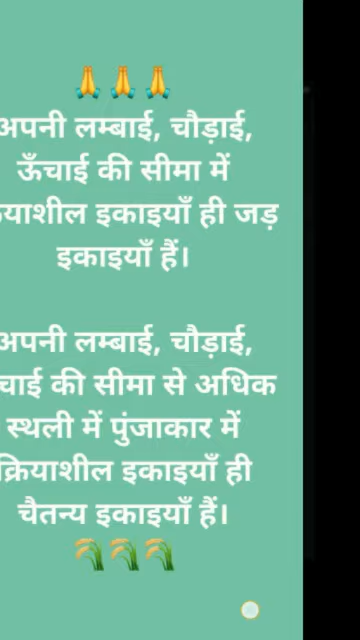 🙏🙏🙏
अपनी लम्बाई, चौड़ाई,
ऊँचाई की सीमा में
ही जड़
इकाइयाँ
इकाइयाँ हैं।
अपनी लम्बाई, चौड़ाई,
की सीमा से अधिक
स्थली में पुंजाकार में
क्रियाशील इकाइयाँ ही
चैतन्य इकाइयाँ हैं।
🌾🌾🌾